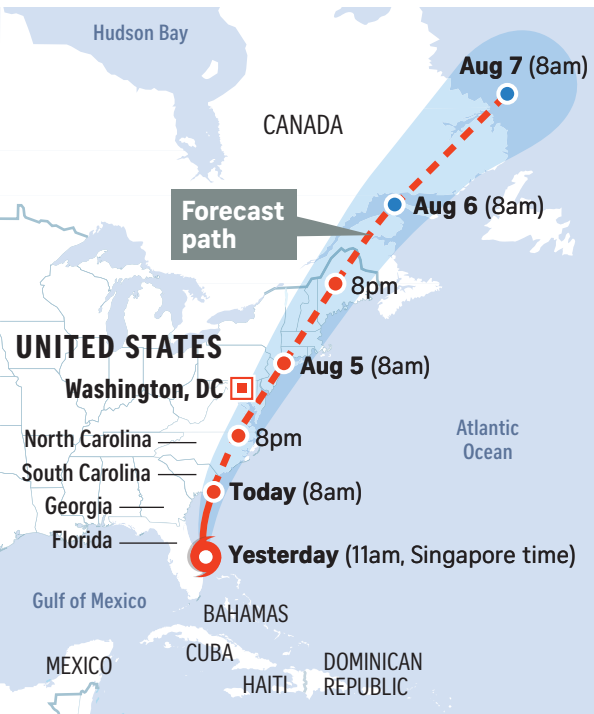 Hudson Bay
Aug 7 (8am)
CANADA
Forecast
path
Aug 6 (8am)
8pm
UNITED STATES
Aug 5 (8am)
Washington, DC
North Carolina
8pm
Atlantic
Ocean
South Carolina
Today (8am)
Georgia
Florida
Yesterday (11am, Singapore time)
Gulf of Mexico
BAHAMAS
CUBA
MEXICO
DOMINICAN
REPUBLIC
HAITI